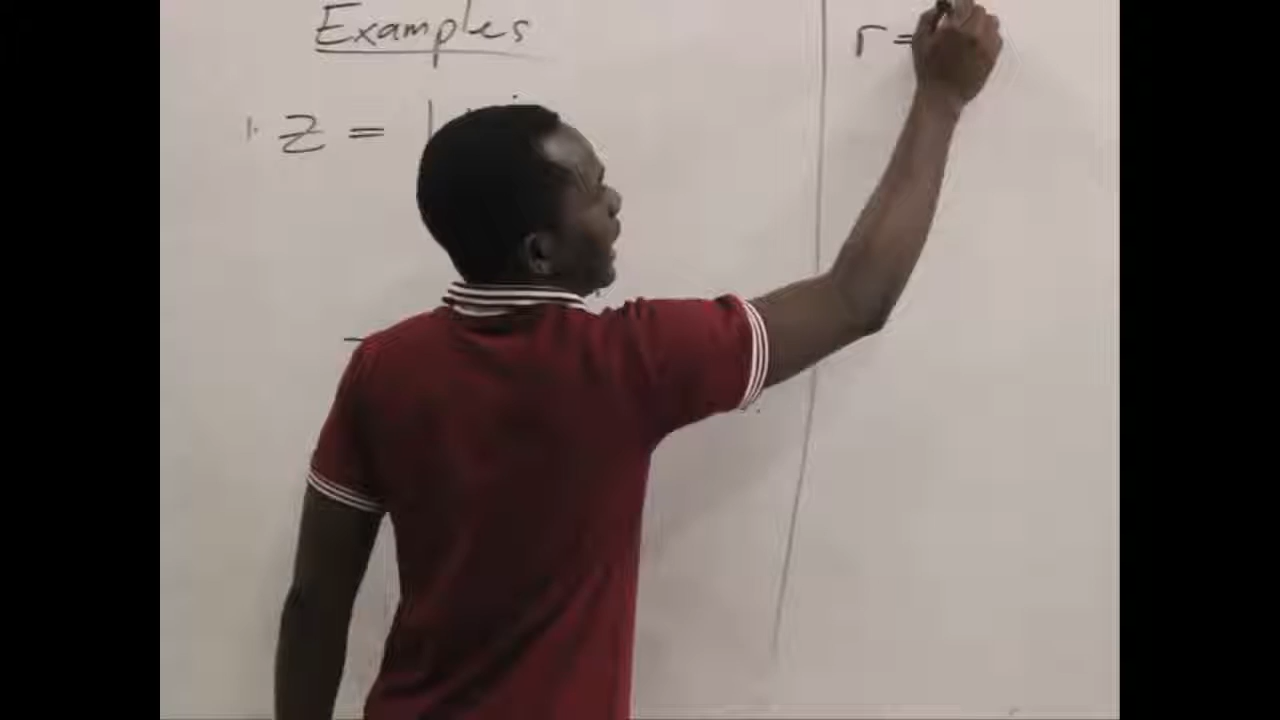 Examples
1. z =
r =